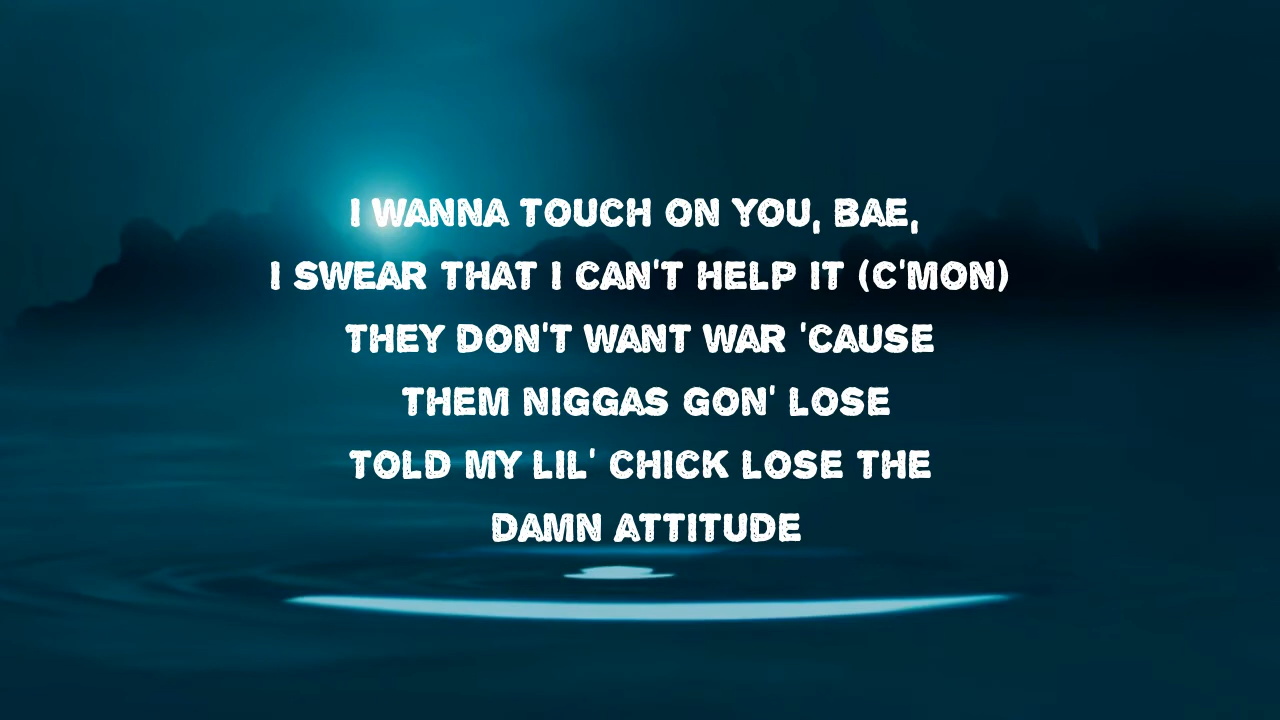 I WANNA TOUCH ON YOU, BAE,
I SWEAR THAT I CAN'T HELP IT (C'MON)
THEY DON'T WANT WAR 'CAUSE
THEM NIGGAS GON' LOSE
TOLD MY LIL' CHICK LOSE THE
DAMN ATTITUDE